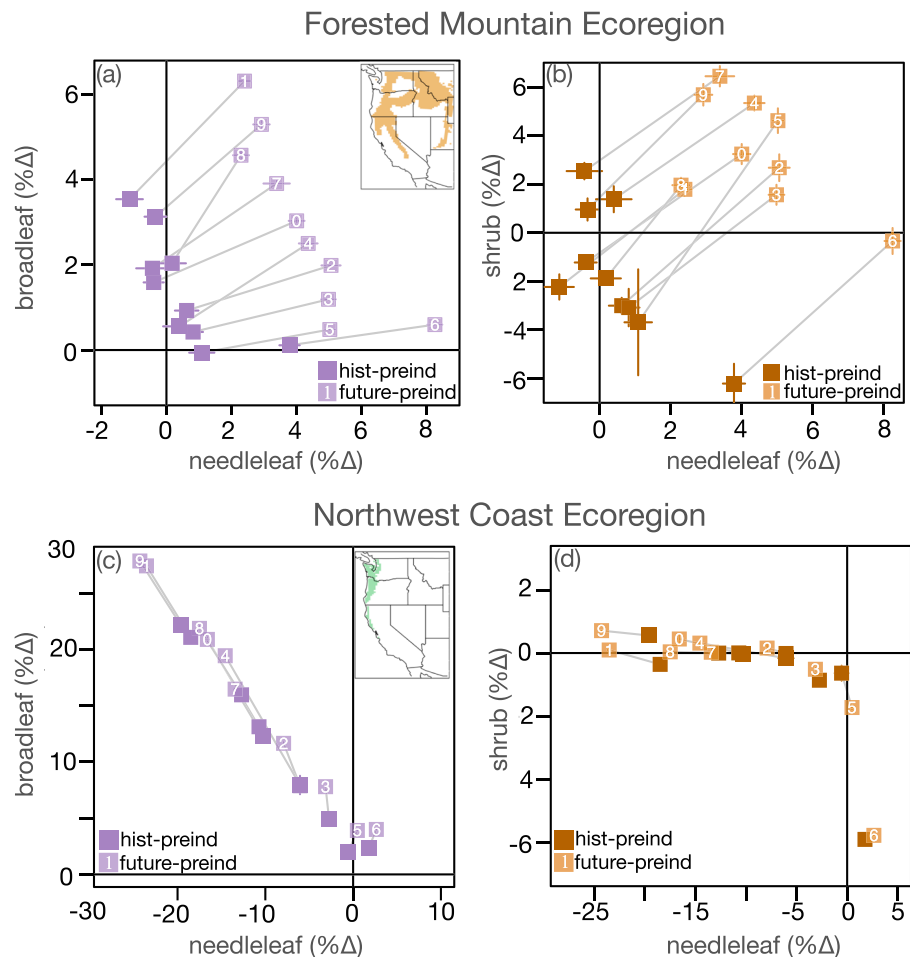 Forested Mountain Ecoregion
(a)
broadleaf (%Δ)
6
4
2
0
1
9
8
7
0
4
2
3
5
6
hist-preind
1 future-preind
-2 0 2 4 6 8
needleleaf (%Δ)
(b)
shrub (%Δ)
6
4
2
0
-2
-4
-6
7
9
4
5
0
2
8
3
6
hist-preind
1 future-preind
0 2 4 6 8
needleleaf (%Δ)
Northwest Coast Ecoregion
(c)
broadleaf (%Δ)
30
20
10
0
9
1
8
0
4
7
2
3
5
6
hist-preind
1 future-preind
-30 -20 -10 0 10
needleleaf (%Δ)
(d)
shrub (%Δ)
2
0
2
4
-6
9
1
8
0
4
7
2
3
5
6
hist-preind
1 future-preind
-25 -15 -5 0 5
needleleaf (%Δ)